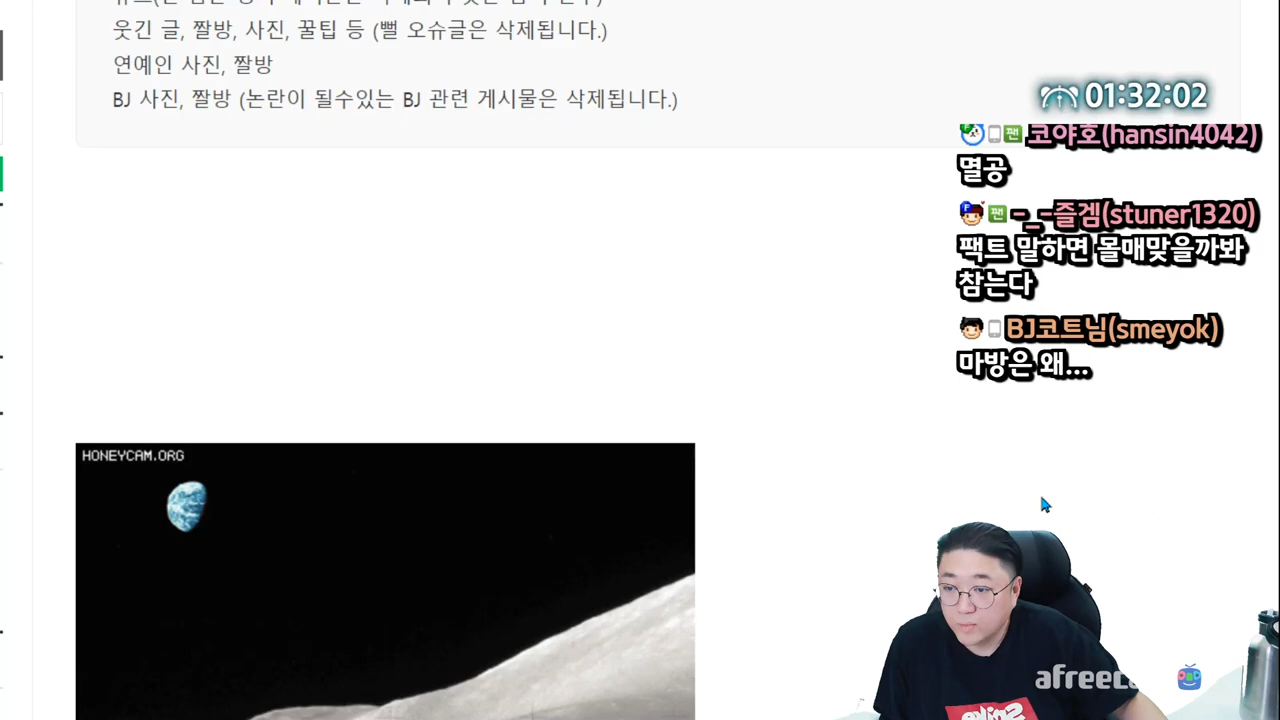 웃긴 글, 짤방, 사진, 꿀팁 등 (뻘 오슈글은 삭제됩니다.)
연예인 사진, 짤방
BJ 사진, 짤방 (논란이 될수있는 BJ 관련 게시물은 삭제됩니다.)
01:32:02
코야호(hansin4042)
멸공
-_-즐겜(stuner1320)
팩트 말하면 몰매맞을까봐
참는다
BJ코트님(smeyok)
마방은 왜...
HONEYCAM.ORG